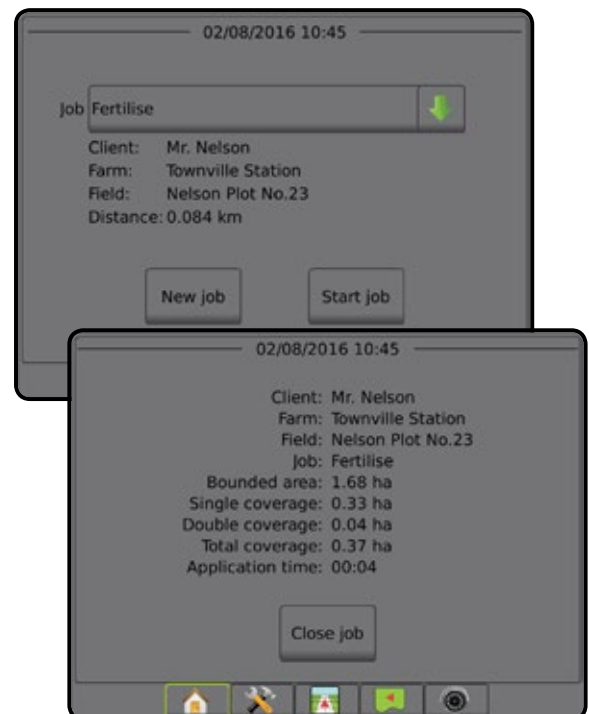 02/08/2016 10:45
Job Fertilise
Client: Mr. Nelson
Farm: Townville Station
Field: Nelson Plot No.23
Distance: 0.084 km
New job Start job
02/08/2016 10:45
Client: Mr. Nelson
Farm: Townville Station
Field: Nelson Plot No.23
Job: Fertilise
Bounded area: 1.68 ha
Single coverage: 0.33 ha
Double coverage: 0.04 ha
Total coverage: 0.37 ha
Application time: 00:04
Close job